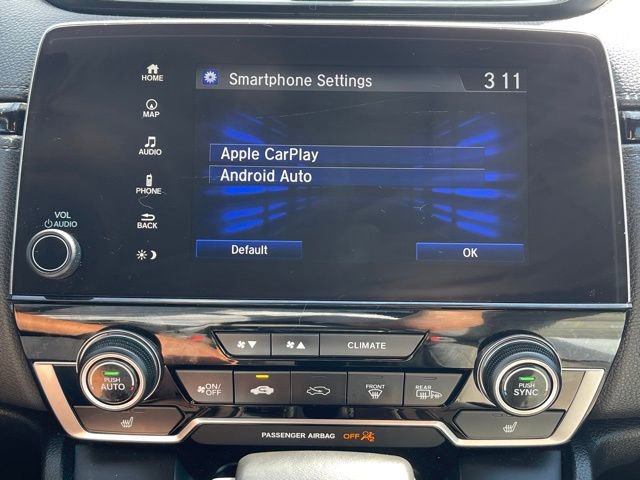 HOME
MAP
AUDIO
PHONE
BACK
VOL
AUDIO
Smartphone Settings
3 11
Apple CarPlay
Android Auto
Default
OK
CLIMATE
PUSH
AUTO
ON/
OFF
FRONT
REAR
PUSH
SYNC
PASSENGER AIRBAG OFF